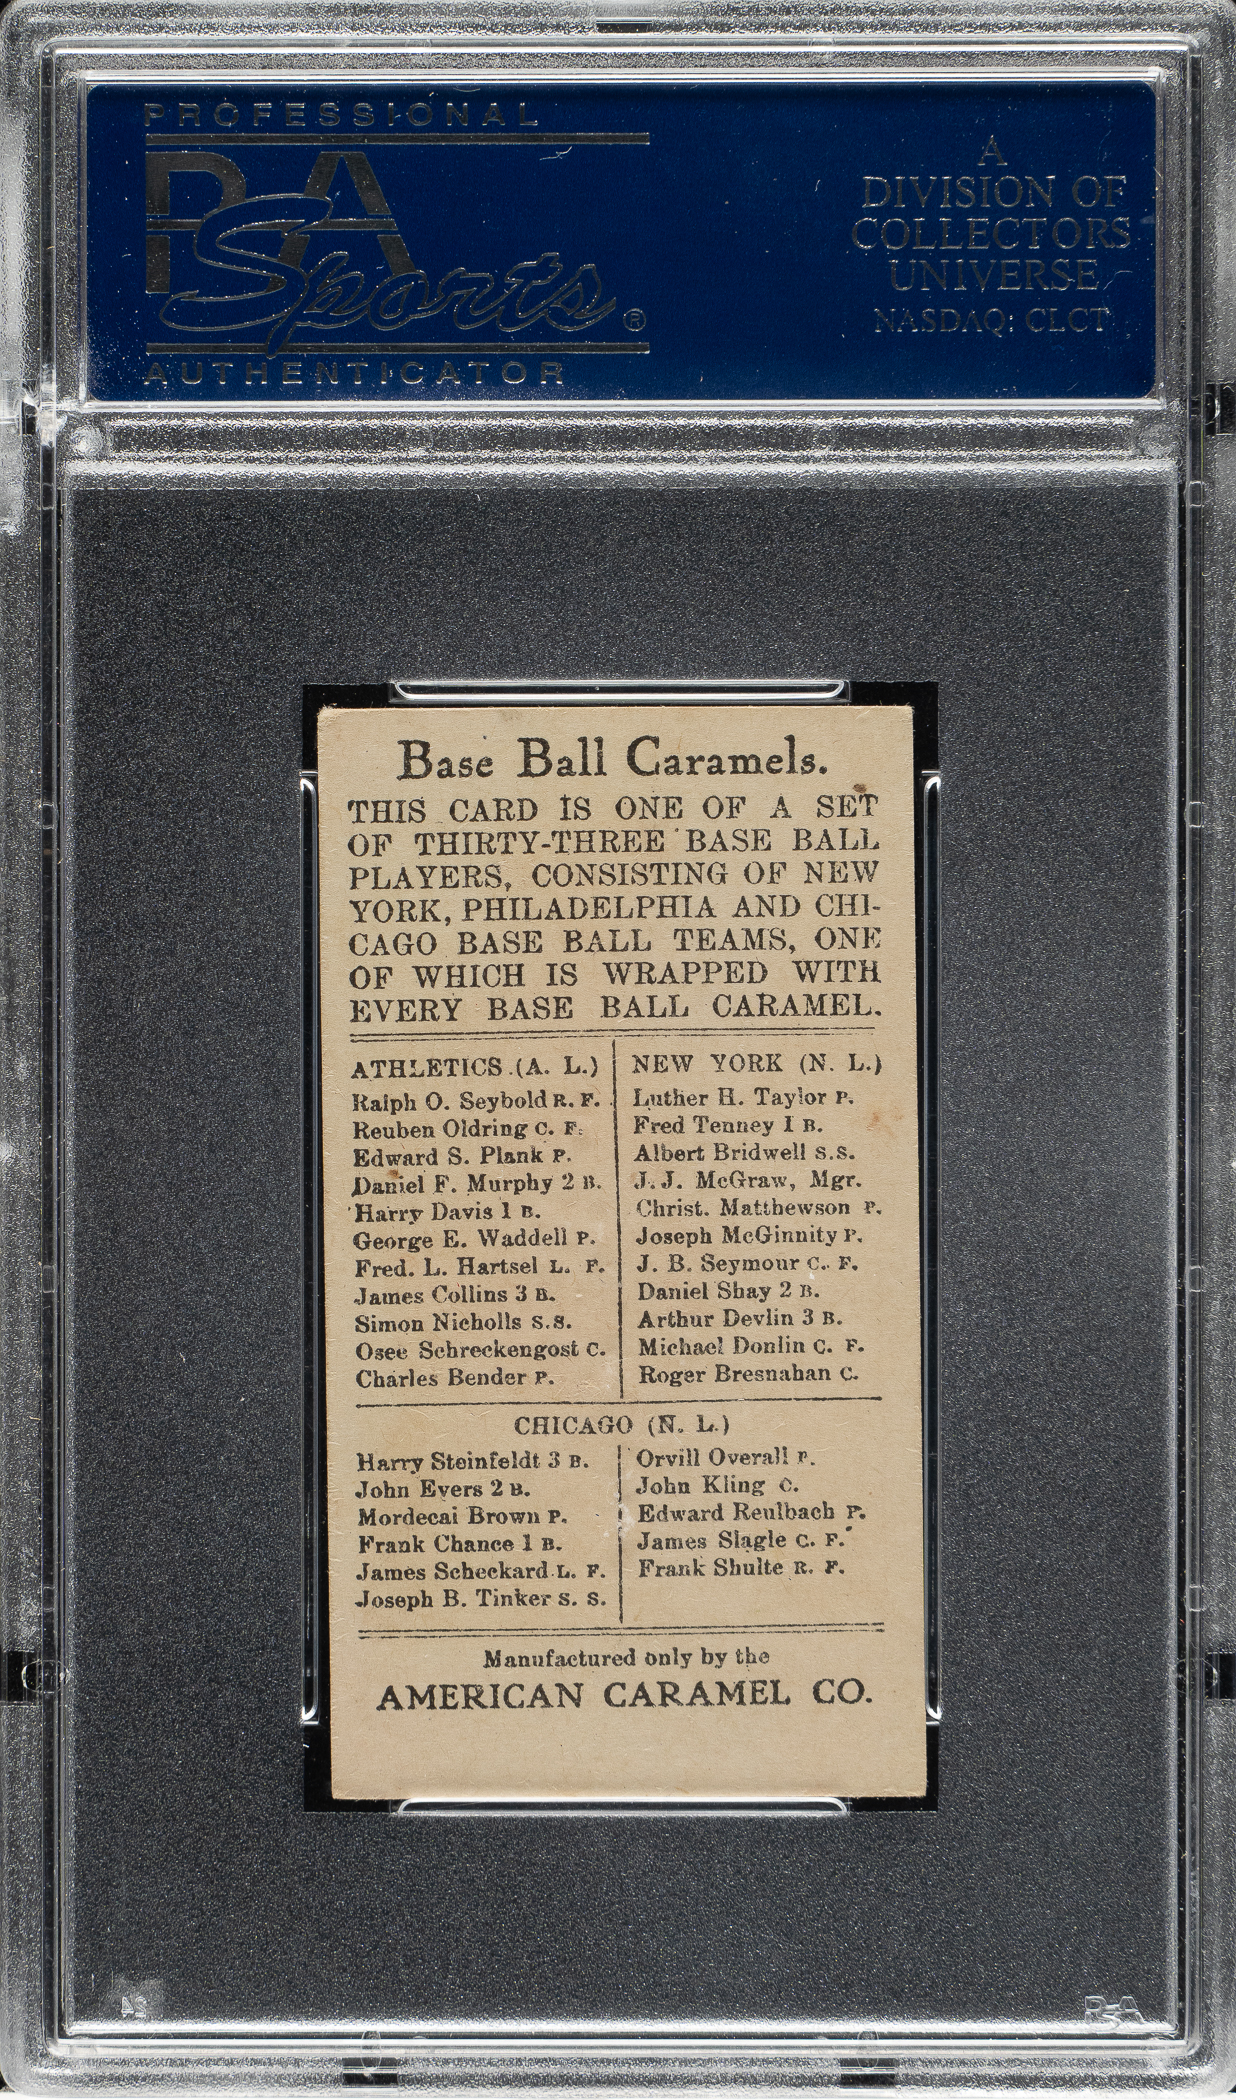 PROFESSIONAL
PSA
Sports®
AUTHENTICATOR
A
DIVISION OF
COLLECTORS
UNIVERSE
NASDAQ: CLCT
Base Ball Caramels.
THIS CARD IS ONE OF A SET
OF THIRTY-THREE BASE BALL
PLAYERS, CONSISTING OF NEW
YORK, PHILADELPHIA AND CHI-
CAGO BASE BALL TEAMS, ONE
OF WHICH IS WRAPPED WITH
EVERY BASE BALL CARAMEL.
ATHLETICS (A. L.)
Ralph O. Seybold R. F.
Reuben Oldring C. F.
Edward S. Plank P.
Daniel F. Murphy 2 B.
Harry Davis 1 B.
George E. Waddell P.
Fred. L. Hartsel L. F.
James Collins 3 B.
Simon Nicholls S.S.
Osee Schreckengost C.
Charles Bender P.
NEW YORK (N. L.)
Luther H. Taylor P.
Fred Tenney 1 B.
Albert Bridwell S.S.
J. J. McGraw, Mgr.
Christ. Matthewson P.
Joseph McGinnity P.
J. B. Seymour C. F.
Daniel Shay 2 B.
Arthur Devlin 3 B.
Michael Donlin C. F.
Roger Bresnahan C.
CHICAGO (N. L.)
Harry Steinfeldt 3 B.
John Evers 2 B.
Mordecai Brown P.
Frank Chance 1 B.
James Scheckard L. F.
Joseph B. Tinker S. S.
Orvill Overall P.
John Kling C.
Edward Reulbach P.
James Slagle C. F.
Frank Shulte R. F.
Manufactured only by the
AMERICAN CARAMEL CO.
PSA